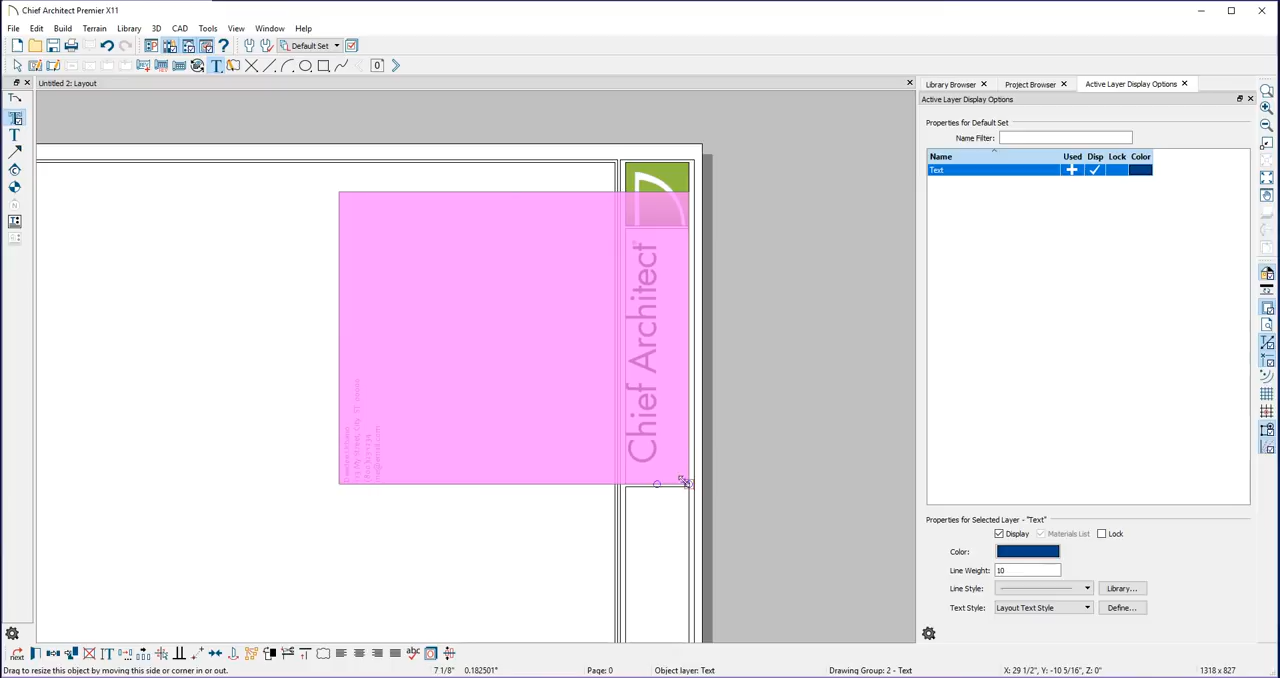 Chief Architect Premier X11
File Edit Build Terrain Library 3D CAD Tools View Window Help
Default Set
Untitled 2: Layout
Library Browser Project Browser Active Layer Display Options
Active Layer Display Options
Properties for Default Set
Name Filter:
Name Used Disp Lock Color
Text
Chief Architect
Properties for Selected Layer - "Text"
Display Materials List Lock
Color:
Line Weight: 10
Line Style: Library...
Text Style: Layout Text Style Define...
next
abc
Drag to resize this object by moving this side or corner in or out. 7 1/8" 0.182501° Page: 0 Object layer: Text Drawing Group: 2 - Text X: 29 1/2", Y: -10 5/16", Z: 0" 1318 x 827